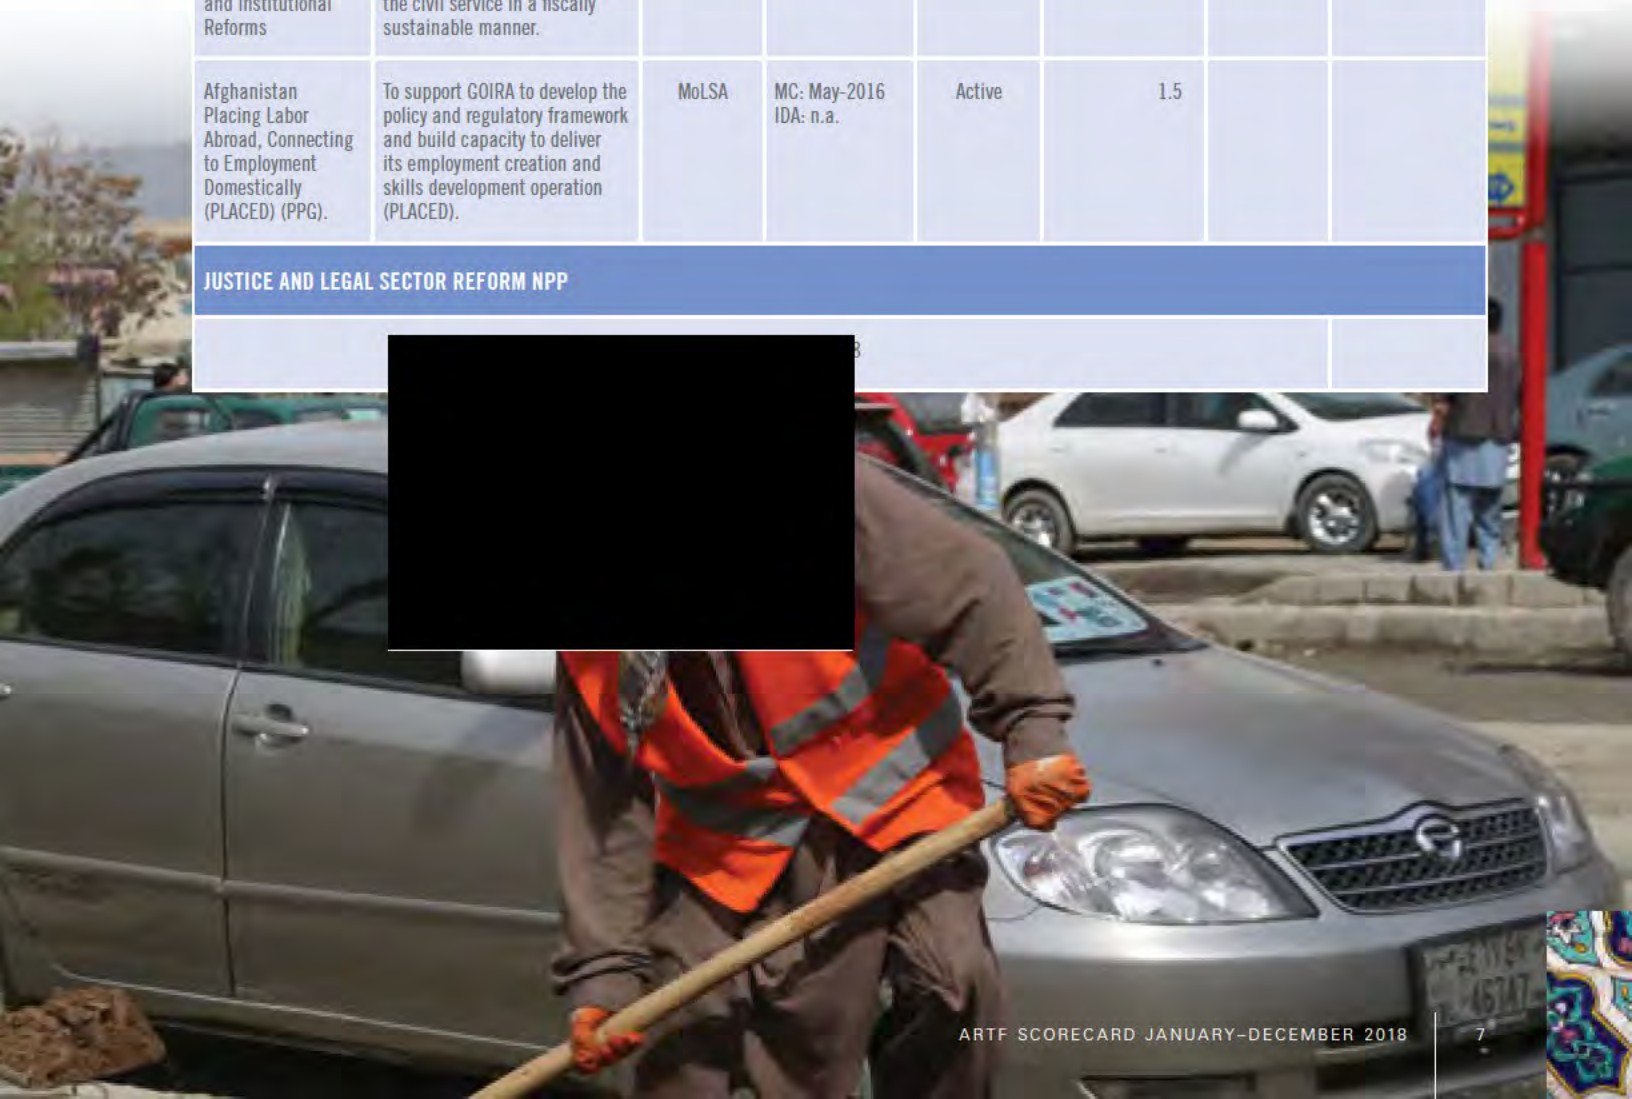 and Institutional
Reforms
the civil service in a fiscally
sustainable manner.
Afghanistan
Placing Labor
Abroad, Connecting
to Employment
Domestically
(PLACED) (PPG).
To support GOIRA to develop the
policy and regulatory framework
and build capacity to deliver
its employment creation and
skills development operation
(PLACED).
MoLSA
MC: May-2016
IDA: n.a.
Active
1.5
JUSTICE AND LEGAL SECTOR REFORM NPP
8
ARTF SCORECARD JANUARY–DECEMBER 2018
7